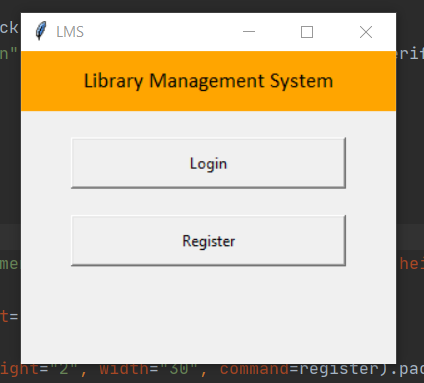 ck
LMS
n"
erif
Library Management System
Login
Register
me
hei
t=
ight="2", width="30", command=register).pac